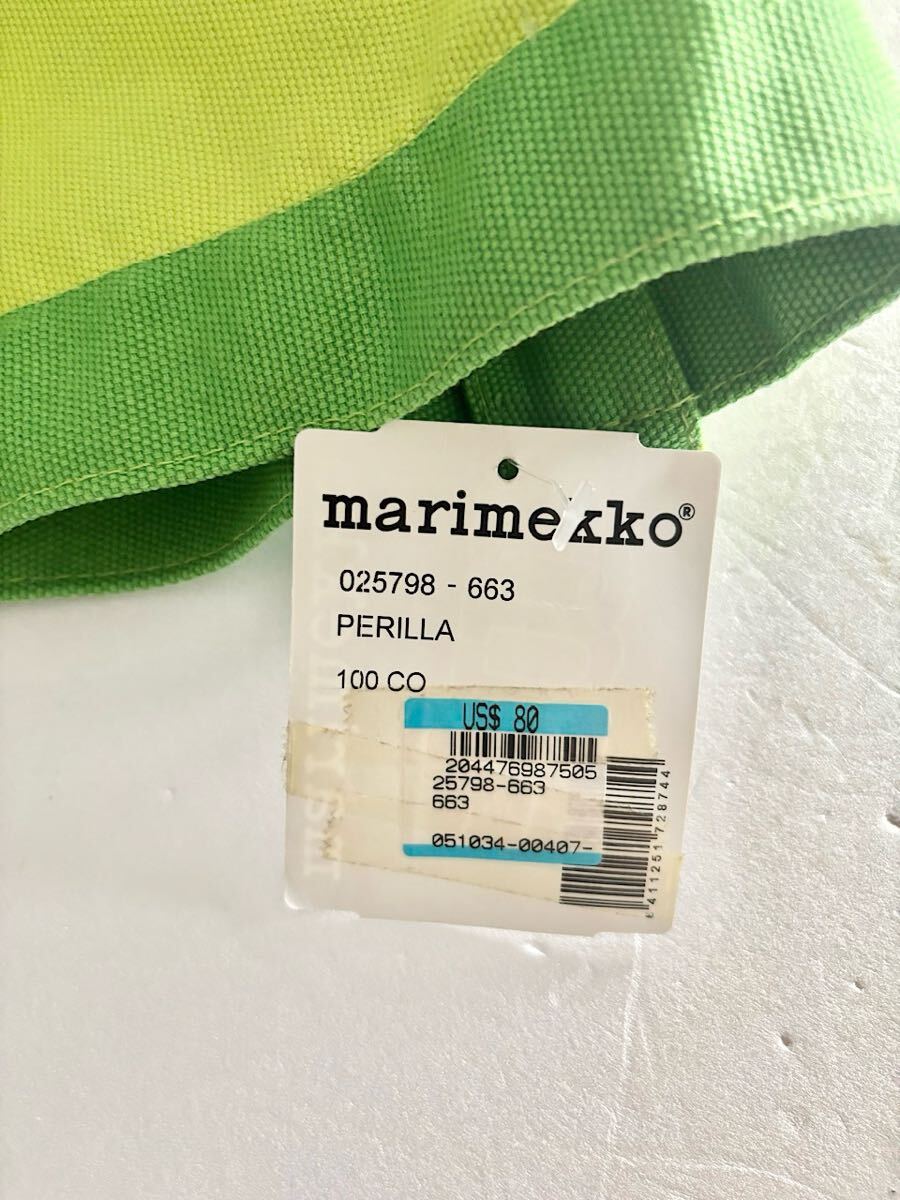 marimekko®
025798 - 663
PERILLA
100 CO
US$ 80
204476987505
25798-663
663
051034-00407-
6411251728744